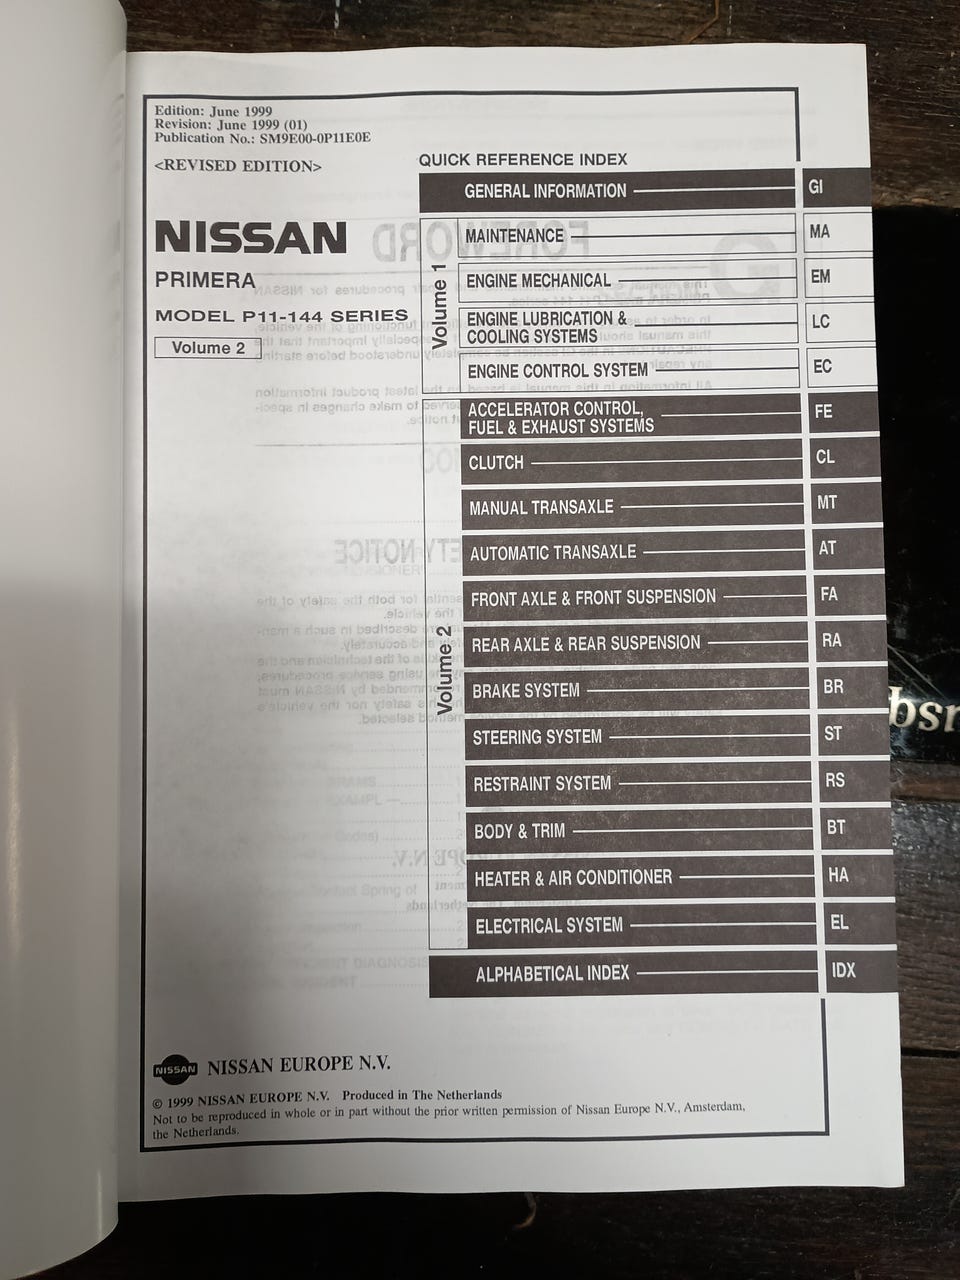 Edition: June 1999
Revision: June 1999 (01)
Publication No.: SM9E00-0P11E0E
<REVISED EDITION>
NISSAN
PRIMERA
MODEL P11-144 SERIES
Volume 2
QUICK REFERENCE INDEX
GENERAL INFORMATION GI
Volume 1
MAINTENANCE MA
ENGINE MECHANICAL EM
ENGINE LUBRICATION &
COOLING SYSTEMS LC
ENGINE CONTROL SYSTEM EC
Volume 2
ACCELERATOR CONTROL,
FUEL & EXHAUST SYSTEMS FE
CLUTCH CL
MANUAL TRANSAXLE MT
AUTOMATIC TRANSAXLE AT
FRONT AXLE & FRONT SUSPENSION FA
REAR AXLE & REAR SUSPENSION RA
BRAKE SYSTEM BR
STEERING SYSTEM ST
RESTRAINT SYSTEM RS
BODY & TRIM BT
HEATER & AIR CONDITIONER HA
ELECTRICAL SYSTEM EL
ALPHABETICAL INDEX IDX
NISSAN
NISSAN EUROPE N.V.
© 1999 NISSAN EUROPE N.V. Produced in The Netherlands
Not to be reproduced in whole or in part without the prior written permission of Nissan Europe N.V., Amsterdam,
the Netherlands.